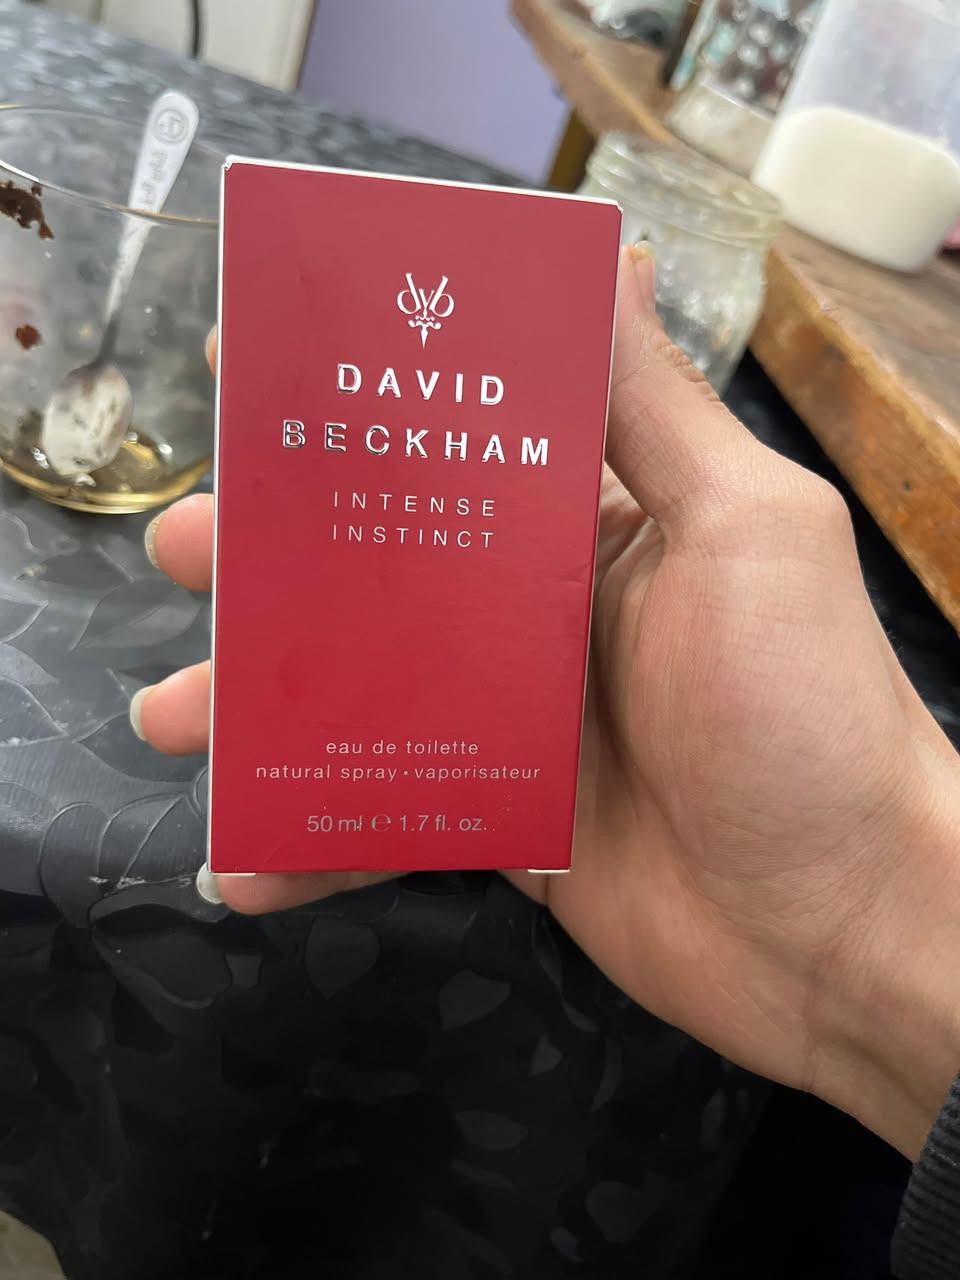 dvb
DAVID
BECKHAM
INTENSE
INSTINCT
eau de toilette
natural spray • vaporisateur
50 ml ℮ 1.7 fl. oz.